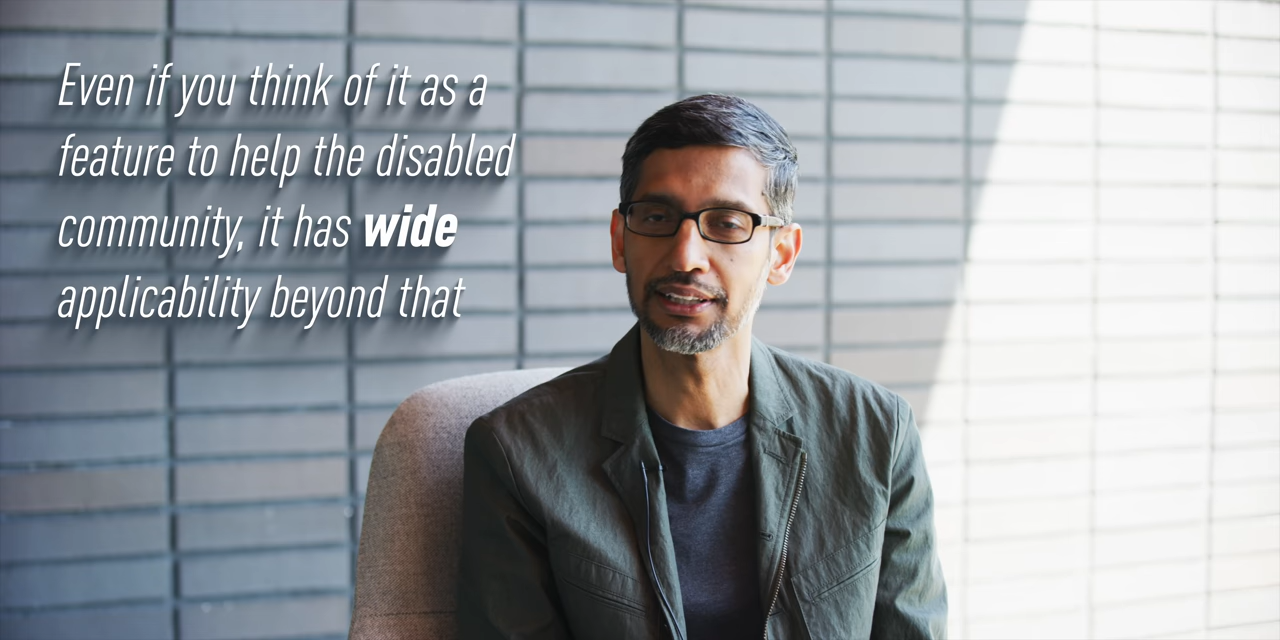 Even if you think of it as a
feature to help the disabled
community, it has wide
applicability beyond that